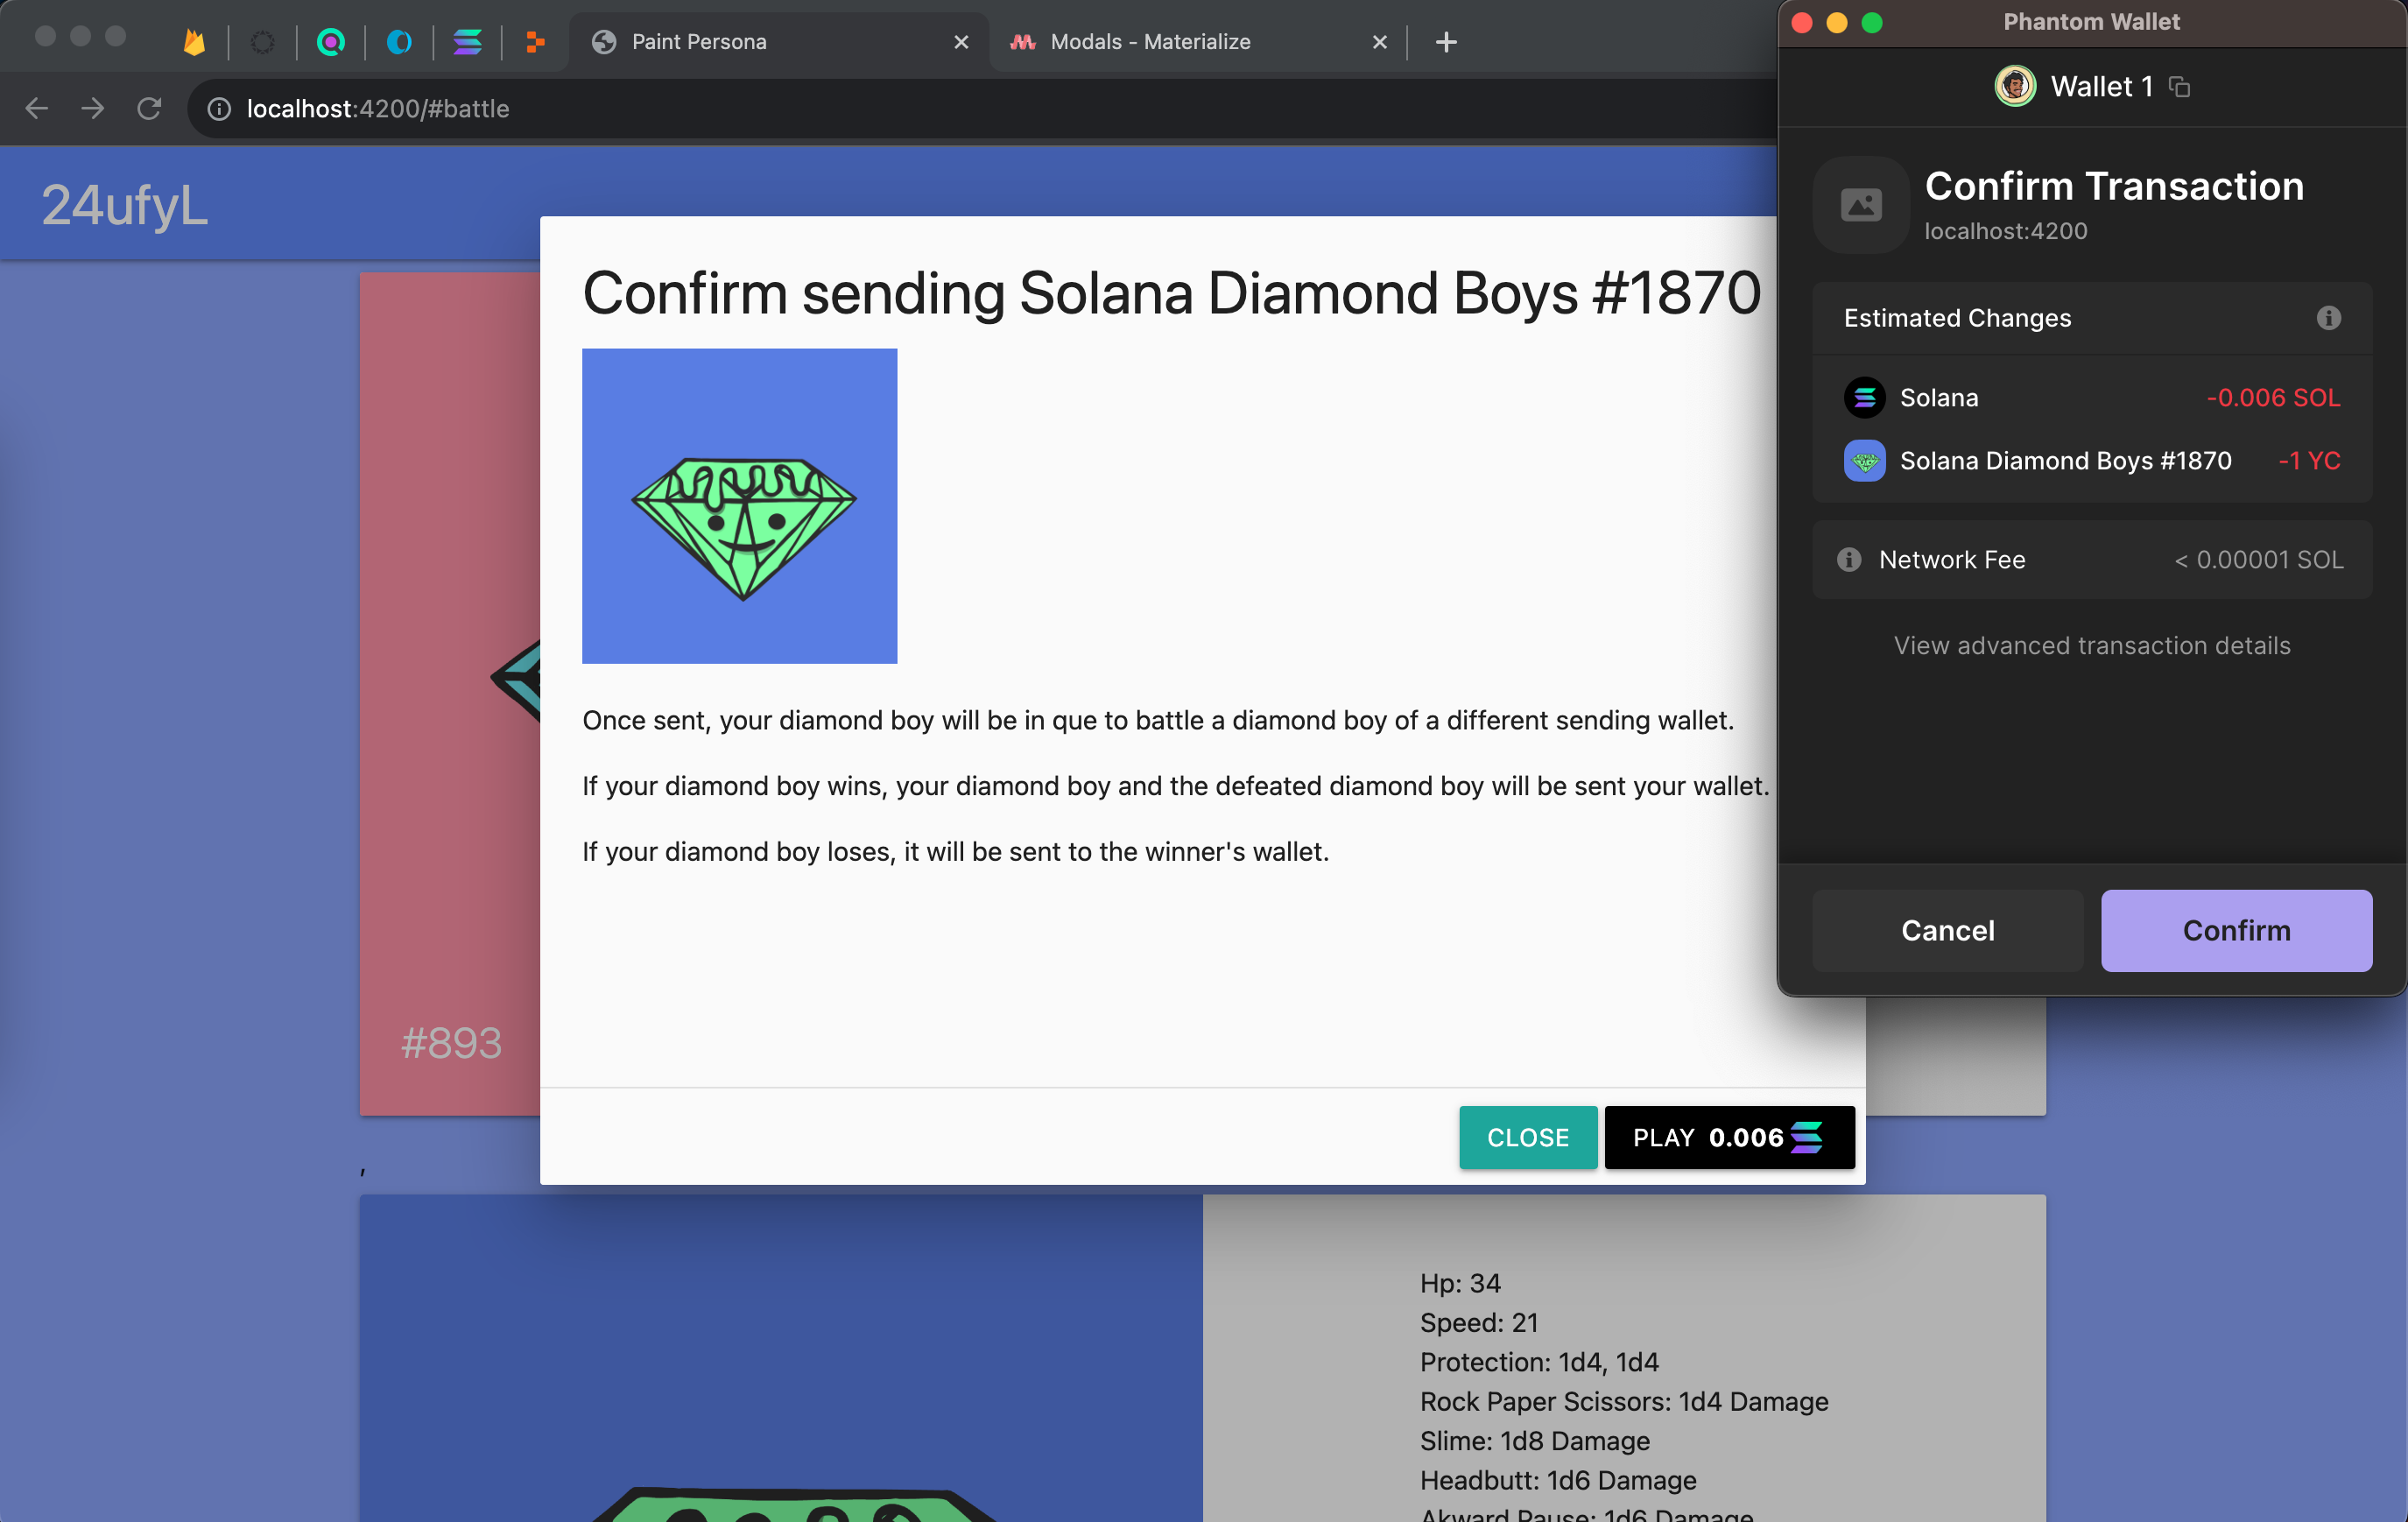 Paint Persona
Modals - Materialize
localhost:4200/#battle
24ufyL
Confirm sending Solana Diamond Boys #1870
Once sent, your diamond boy will be in que to battle a diamond boy of a different sending wallet.
If your diamond boy wins, your diamond boy and the defeated diamond boy will be sent your wallet.
If your diamond boy loses, it will be sent to the winner's wallet.
CLOSE
PLAY 0.006
#893
,
Hp: 34
Speed: 21
Protection: 1d4, 1d4
Rock Paper Scissors: 1d4 Damage
Slime: 1d8 Damage
Headbutt: 1d6 Damage
Akward Pause: 1d6 Damage
Phantom Wallet
Wallet 1
Confirm Transaction
localhost:4200
Estimated Changes
Solana
-0.006 SOL
Solana Diamond Boys #1870
-1 YC
Network Fee
< 0.00001 SOL
View advanced transaction details
Cancel
Confirm